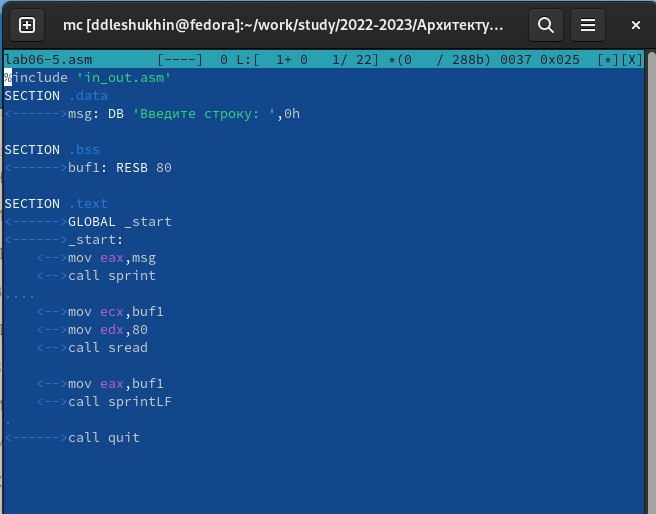 mc [ddleshukhin@fedora]:~/work/study/2022-2023/Архитекту...
lab06-5.asm [----] 0 L:[ 1+ 0 1/ 22] *(0 / 288b) 0037 0x025 [*][X]
%include 'in_out.asm'
SECTION .data
<------>msg: DB 'Введите строку: ',0h
SECTION .bss
<------>buf1: RESB 80
SECTION .text
<------>GLOBAL _start
<------>_start:
<-->mov eax,msg
<-->call sprint
....
<-->mov ecx,buf1
<-->mov edx,80
<-->call sread
<-->mov eax,buf1
<-->call sprintLF
.
<------>call quit